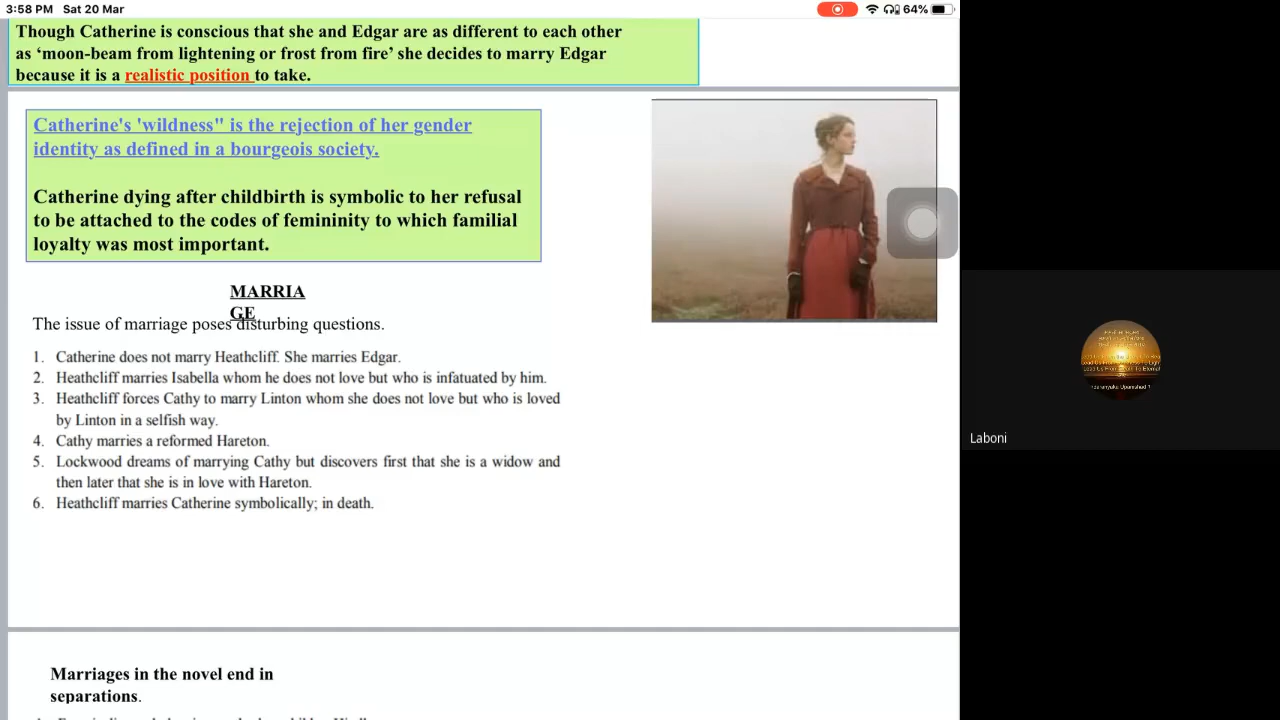 3:58 PM Sat 20 Mar
64%
Though Catherine is conscious that she and Edgar are as different to each other
as ‘moon-beam from lightening or frost from fire’ she decides to marry Edgar
because it is a realistic position to take.
Catherine's 'wildness" is the rejection of her gender
identity as defined in a bourgeois society.
Catherine dying after childbirth is symbolic to her refusal
to be attached to the codes of femininity to which familial
loyalty was most important.
MARRIA
GE
The issue of marriage poses disturbing questions.
1. Catherine does not marry Heathcliff. She marries Edgar.
2. Heathcliff marries Isabella whom he does not love but who is infatuated by him.
3. Heathcliff forces Cathy to marry Linton whom she does not love but who is loved
by Linton in a selfish way.
4. Cathy marries a reformed Hareton.
5. Lockwood dreams of marrying Cathy but discovers first that she is a widow and
then later that she is in love with Hareton.
6. Heathcliff marries Catherine symbolically; in death.
Laboni
Marriages in the novel end in
separations.